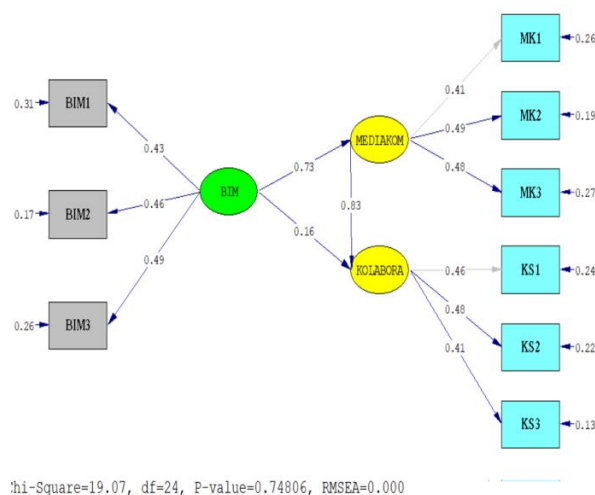 MK1
0.26
0.31
BIM1
0.41
MK2
0.19
0.49
0.43
MEDIAKOM
0.48
0.73
MK3
0.27
BIM
0.17
BIM2
0.46
0.83
0.16
KS1
0.24
KOLABORA
0.46
0.49
0.48
0.26
BIM3
0.41
KS2
0.22
KS3
0.13
hi-Square=19.07, df=24, P-value=0.74806, RMSEA=0.000